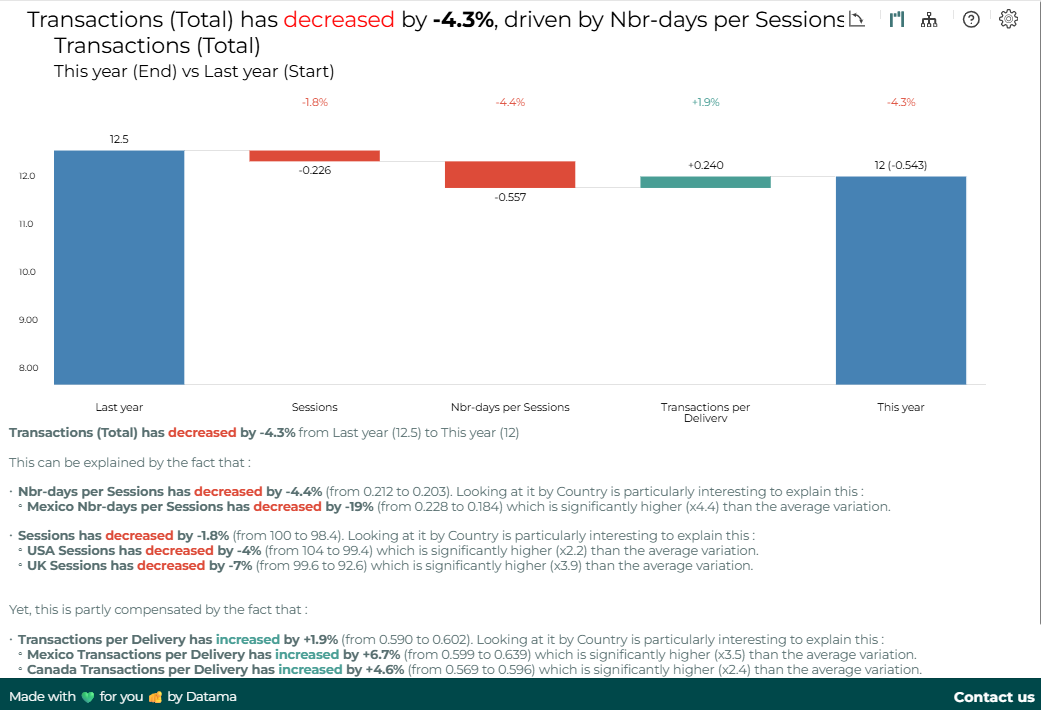 Transactions (Total) has decreased by -4.3%, driven by Nbr-days per Sessions
Transactions (Total)
This year (End) vs Last year (Start)
-1.8%
-4.4%
+1.9%
-4.3%
12.5
-0.226
-0.557
+0.240
12 (-0.543)
12.0
11.0
10.0
9.00
8.00
Last year
Sessions
Nbr-days per Sessions
Transactions per
Delivery
This year
Transactions (Total) has decreased by -4.3% from Last year (12.5) to This year (12)
This can be explained by the fact that :
· Nbr-days per Sessions has decreased by -4.4% (from 0.212 to 0.203). Looking at it by Country is particularly interesting to explain this :
◦ Mexico Nbr-days per Sessions has decreased by -19% (from 0.228 to 0.184) which is significantly higher (x4.4) than the average variation.
· Sessions has decreased by -1.8% (from 100 to 98.4). Looking at it by Country is particularly interesting to explain this :
◦ USA Sessions has decreased by -4% (from 104 to 99.4) which is significantly higher (x2.2) than the average variation.
◦ UK Sessions has decreased by -7% (from 99.6 to 92.6) which is significantly higher (x3.9) than the average variation.
Yet, this is partly compensated by the fact that :
· Transactions per Delivery has increased by +1.9% (from 0.590 to 0.602). Looking at it by Country is particularly interesting to explain this :
◦ Mexico Transactions per Delivery has increased by +6.7% (from 0.599 to 0.639) which is significantly higher (x3.5) than the average variation.
◦ Canada Transactions per Delivery has increased by +4.6% (from 0.569 to 0.596) which is significantly higher (x2.4) than the average variation.
Made with 💚 for you 🤗 by Datama
Contact us